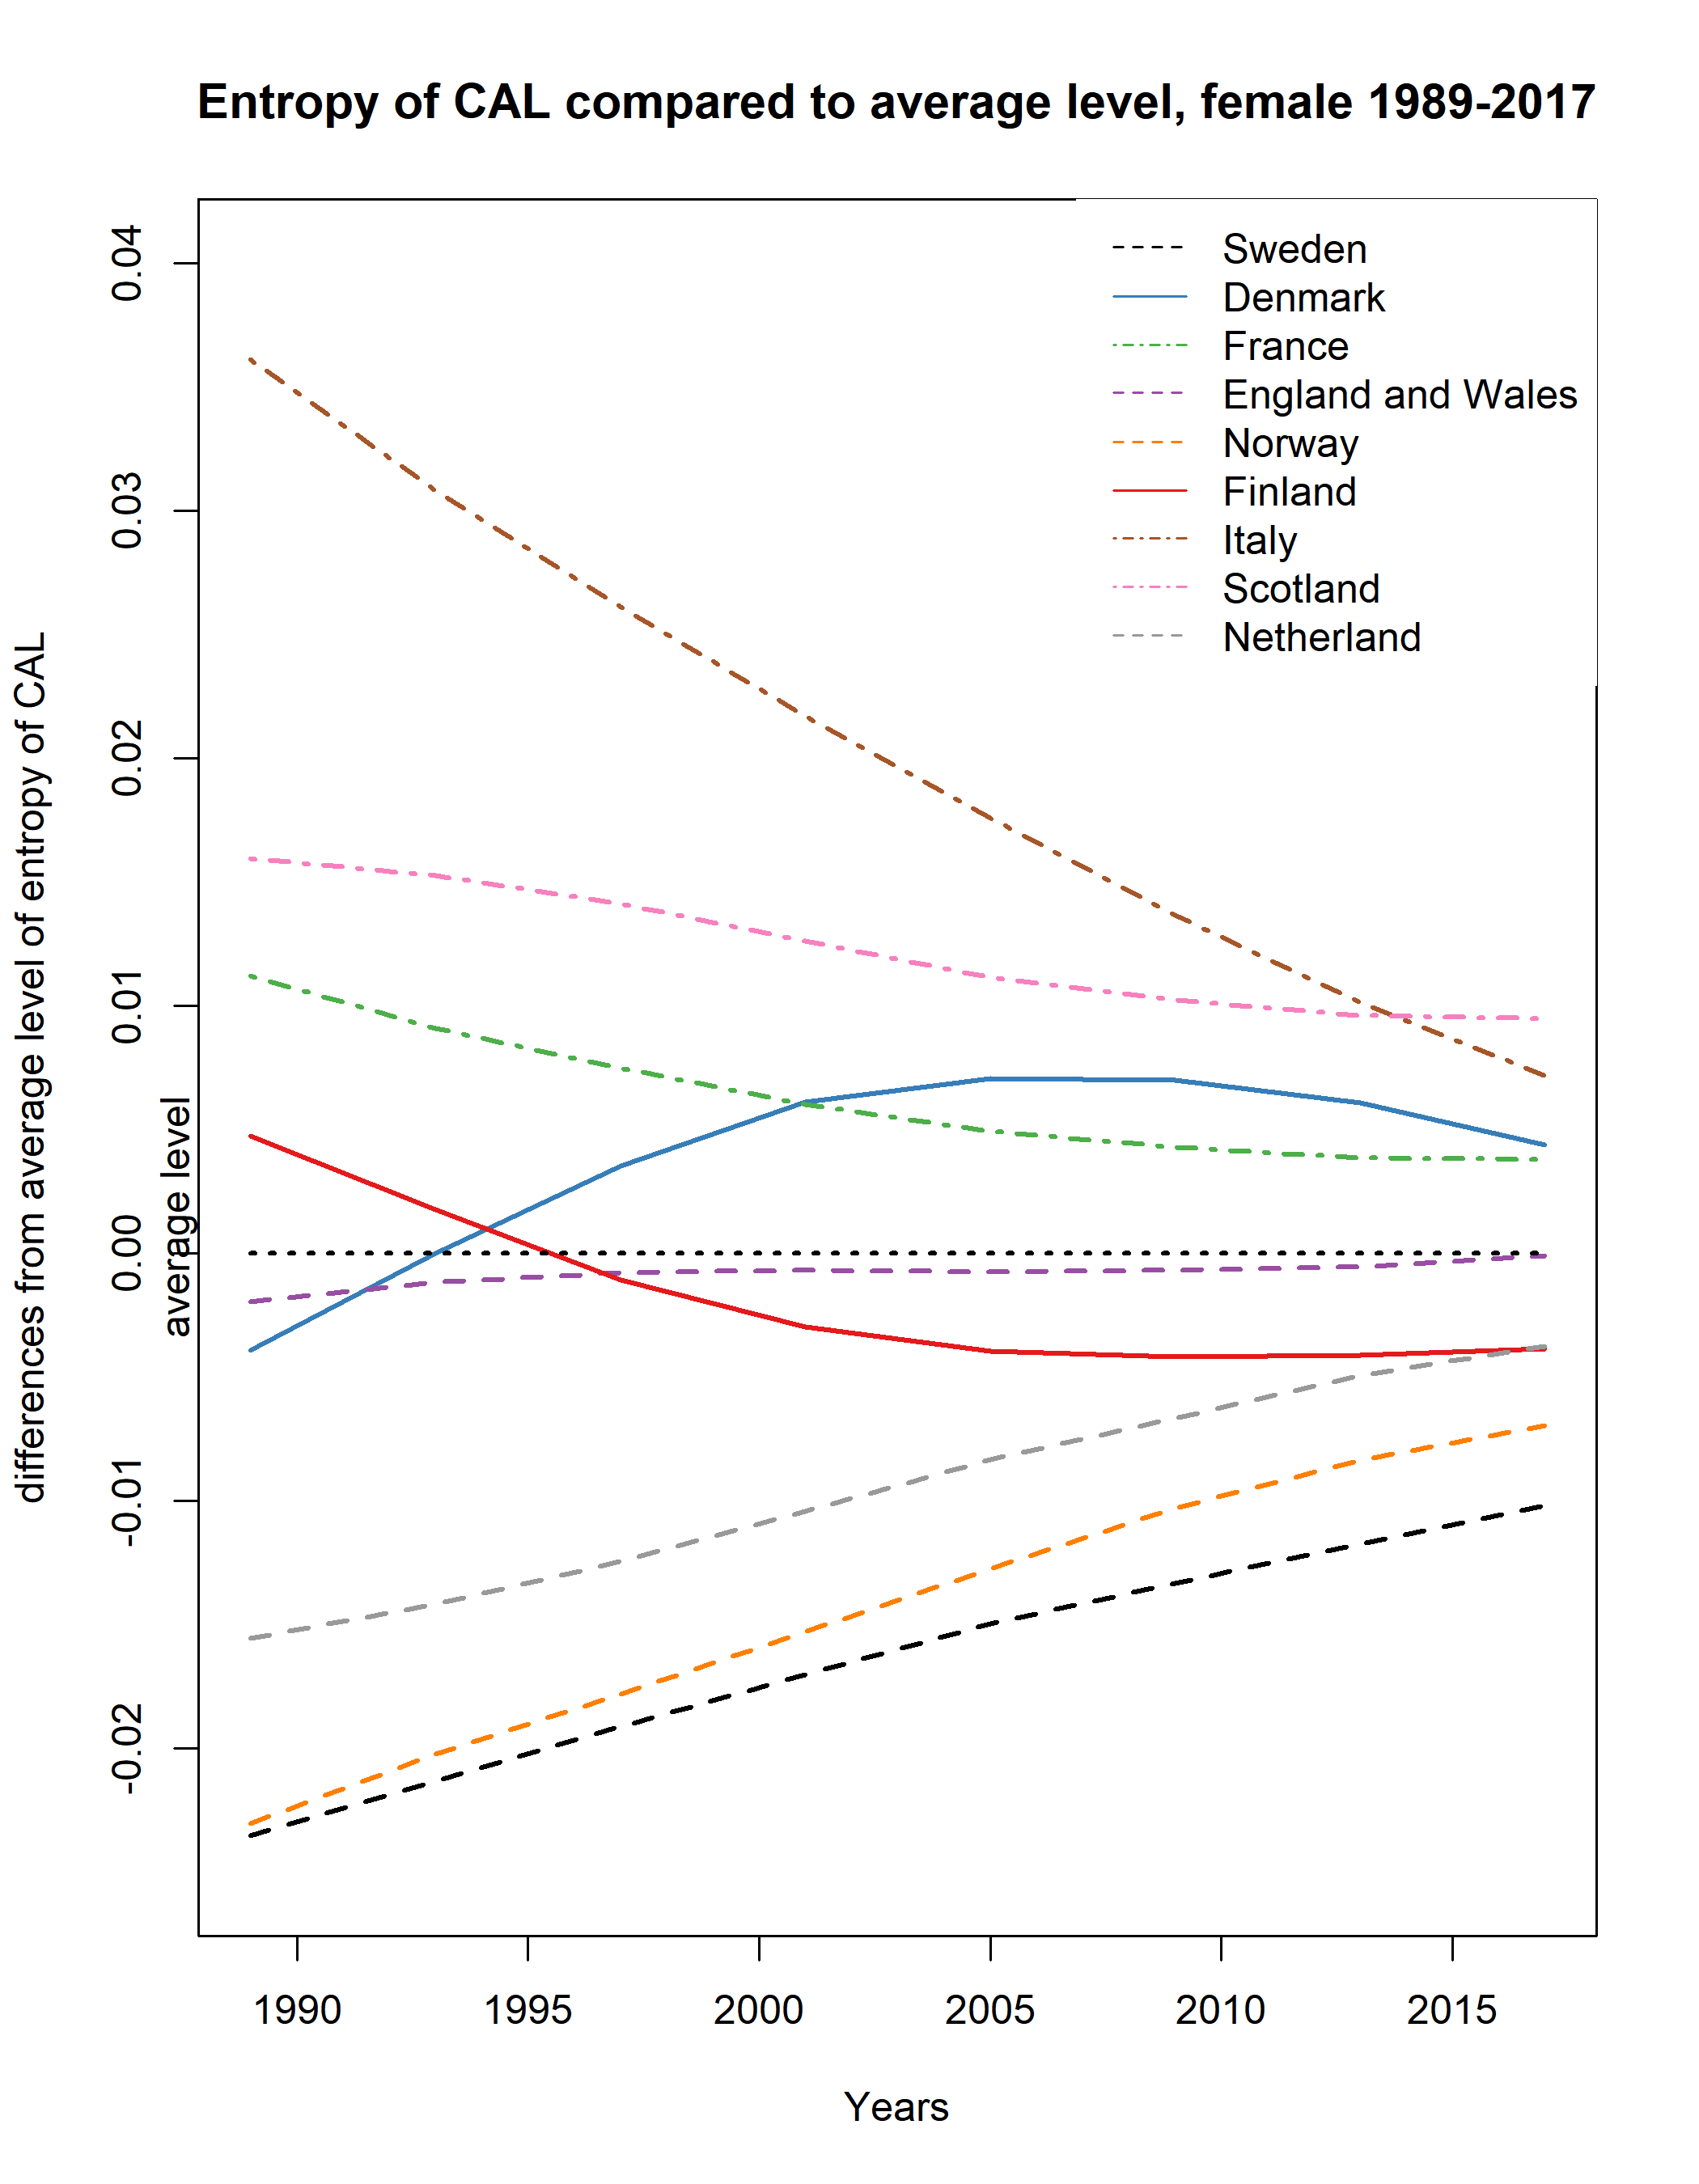 Entropy of CAL compared to average level, female 1989-2017
differences from average level of entropy of CAL
average level
0.04
0.03
0.02
0.01
0.00
-0.01
-0.02
Sweden
Denmark
France
England and Wales
Norway
Finland
Italy
Scotland
Netherland
1990 1995 2000 2005 2010 2015
Years